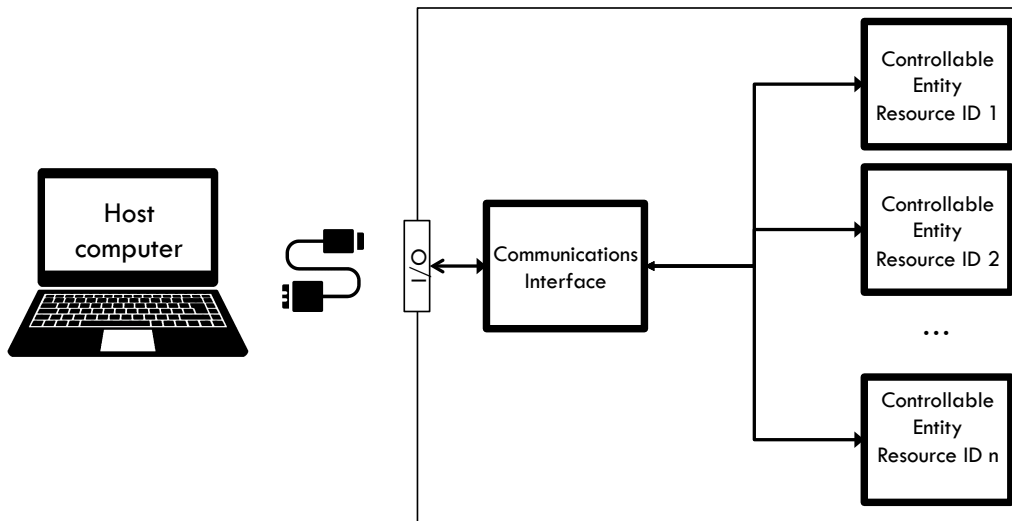 Host
computer
I/O
Communications
Interface
Controllable
Entity
Resource ID 1
Controllable
Entity
Resource ID 2
...
Controllable
Entity
Resource ID n